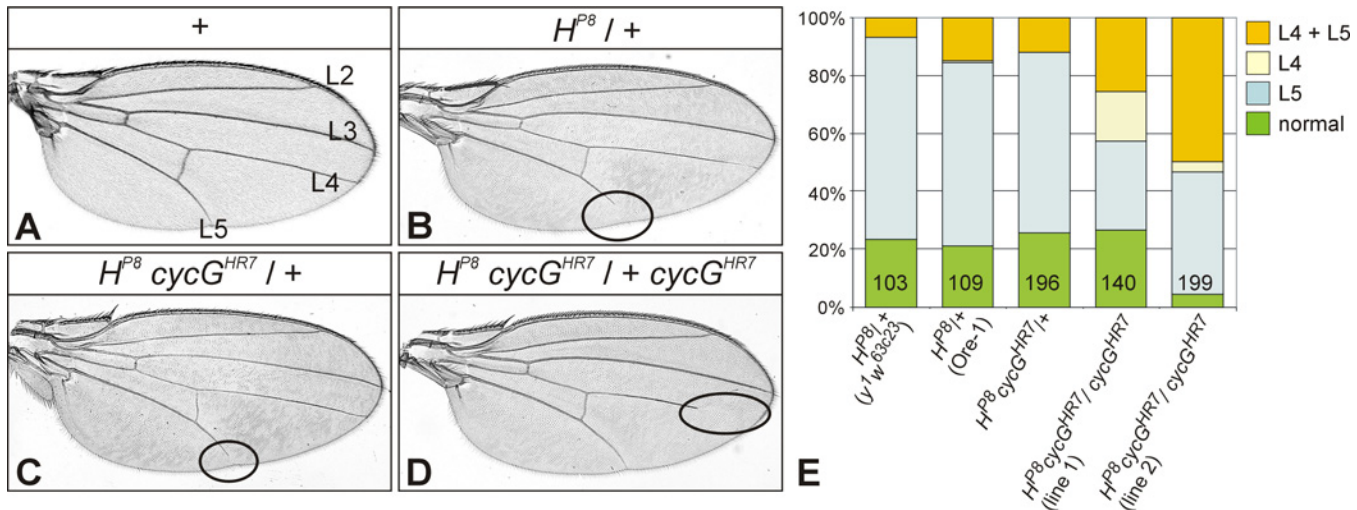 +
L2
L3
L4
L5
A
H^P8 / +
B
H^P8 cycG^HR7 / +
C
H^P8 cycG^HR7 / + cycG^HR7
D
100%
80%
60%
40%
20%
0%
103
109
196
140
199
H^P8/+
(y^1w^63c23)
H^P8/+
(Ore-1)
H^P8 cycG^HR7/+
H^P8 cycG^HR7/ cycG^HR7
(line 1)
H^P8 cycG^HR7/ cycG^HR7
(line 2)
L4 + L5
L4
L5
normal
E